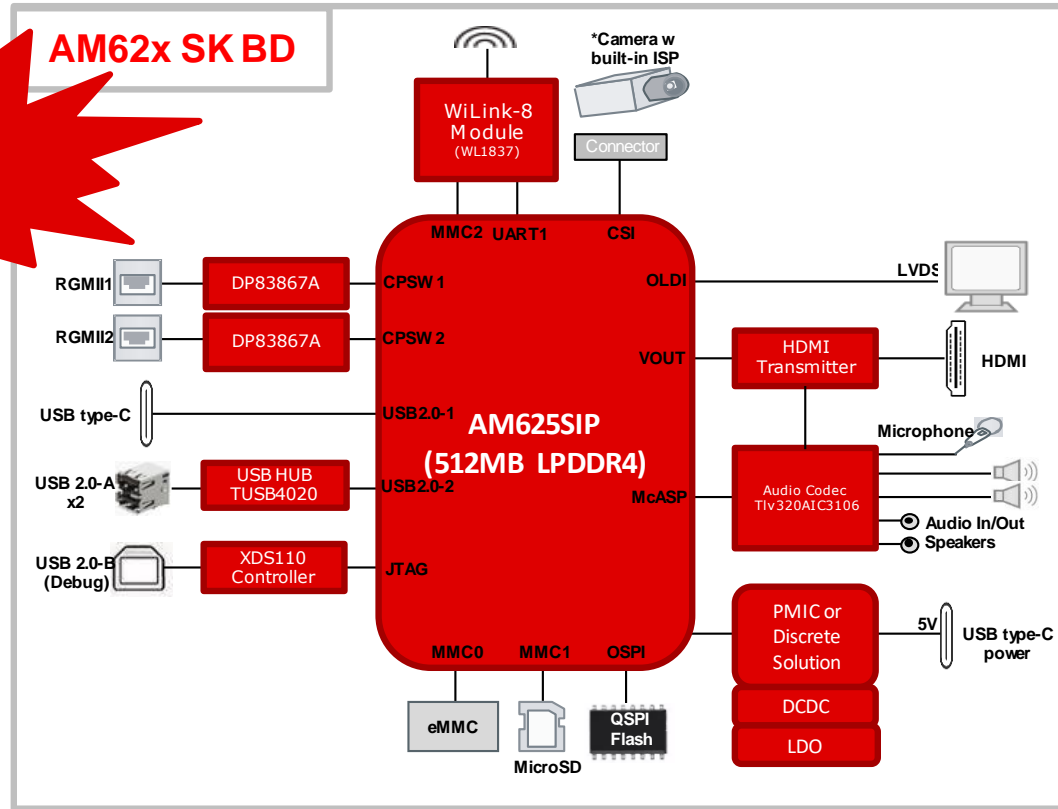 AM62x SK BD
*Camera w
built-in ISP
WiLink-8
Module
(WL1837)
Connector
MMC2
UART1
CSI
RGMII1
DP83867A
CPSW 1
OLDI
LVDS
RGMII2
DP83867A
CPSW 2
VOUT
HDMI
Transmitter
HDMI
USB type-C
USB2.0-1
AM625SIP
(512MB LPDDR4)
Microphone
USB 2.0-A
x2
USB HUB
TUSB4020
USB2.0-2
McASP
Audio Codec
Tlv320AIC3106
Audio In/Out
Speakers
USB 2.0-B
(Debug)
XDS110
Controller
JTAG
PMIC or
Discrete
Solution
5V
USB type-C
power
DCDC
LDO
MMC0
MMC1
OSPI
eMMC
MicroSD
QSPI
Flash